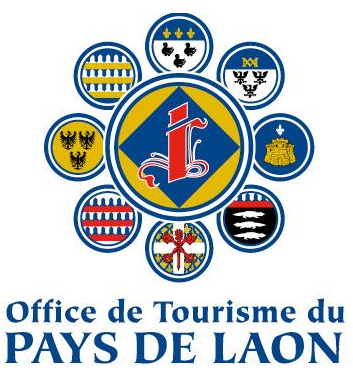 i
Office de Tourisme du
PAYS DE LAON